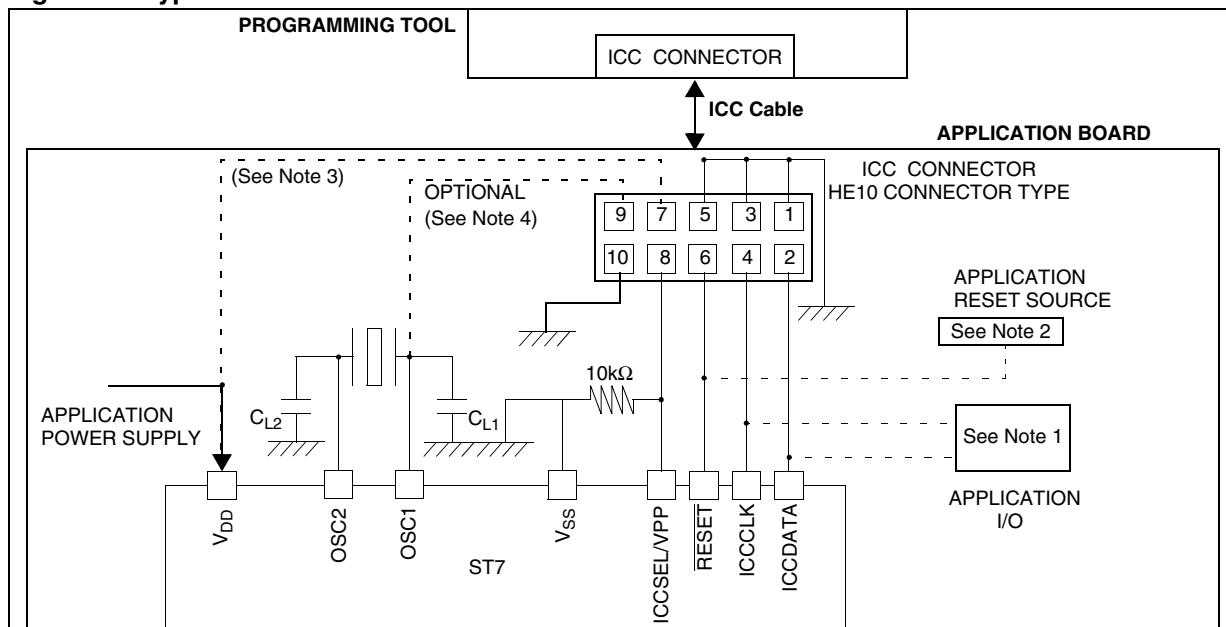 PROGRAMMING TOOL
ICC CONNECTOR
ICC Cable
APPLICATION BOARD
(See Note 3)
OPTIONAL
(See Note 4)
ICC CONNECTOR
HE10 CONNECTOR TYPE
9 7 5 3 1
10 8 6 4 2
APPLICATION
RESET SOURCE
See Note 2
10kΩ
APPLICATION
POWER SUPPLY
CL2
CL1
See Note 1
APPLICATION
I/O
VDD
OSC2
OSC1
VSS
ICCSEL/VPP
RESET
ICCCLK
ICCDATA
ST7